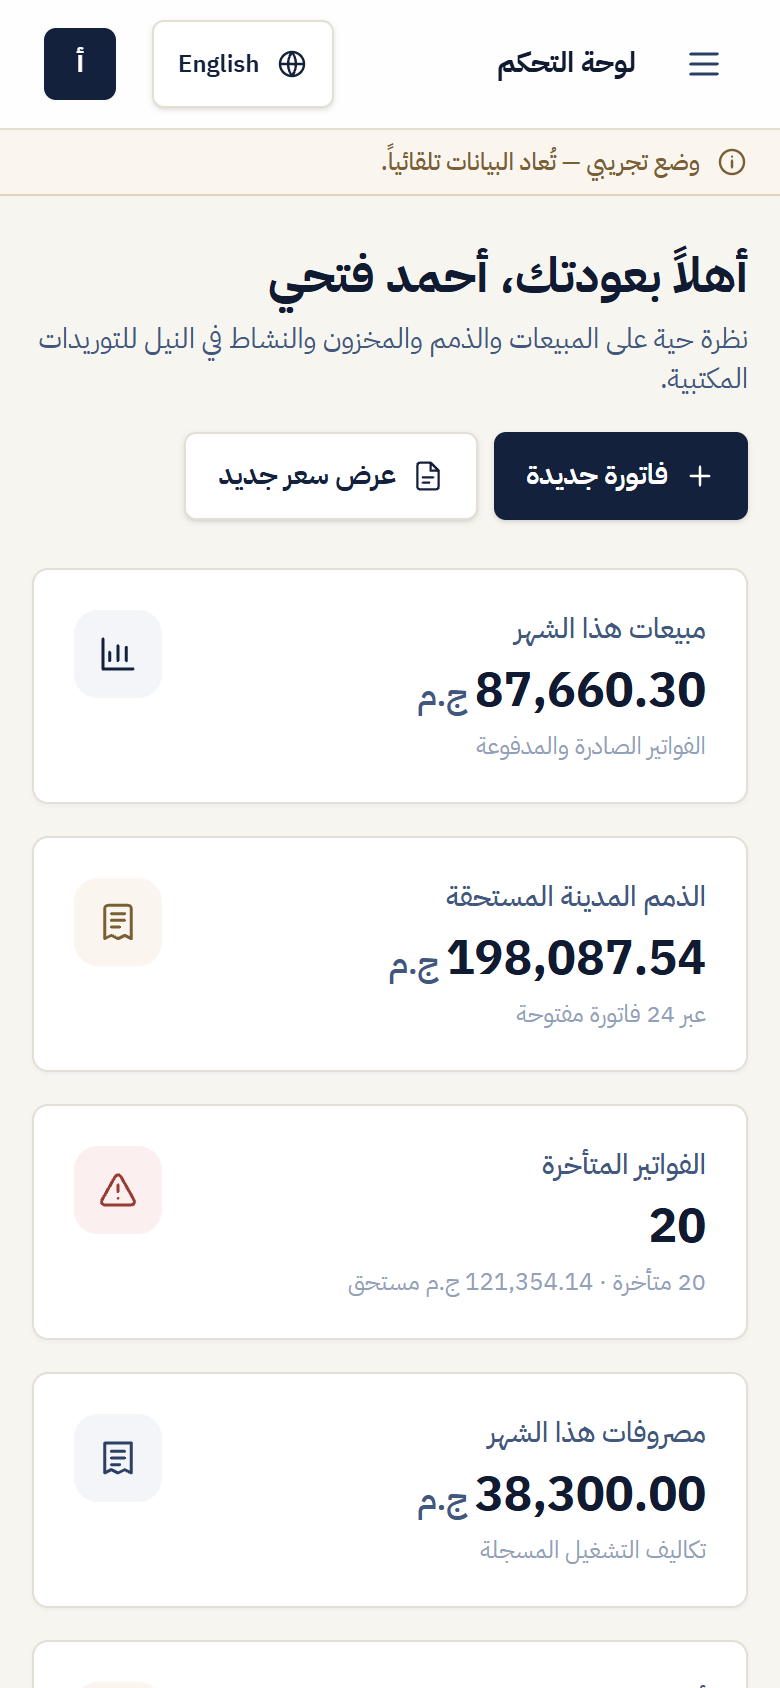 لوحة التحكم
English
أ
وضع تجريبي — تُعاد البيانات تلقائياً.
أهلاً بعودتك، أحمد فتحي
نظرة حية على المبيعات والذمم والمخزون والنشاط في النيل للتوريدات
المكتبية.
فاتورة جديدة
عرض سعر جديد
مبيعات هذا الشهر
87,660.30 ج.م
الفواتير الصادرة والمدفوعة
الذمم المدينة المستحقة
198,087.54 ج.م
عبر 24 فاتورة مفتوحة
الفواتير المتأخرة
20
20 متأخرة · 121,354.14 ج.م مستحق
مصروفات هذا الشهر
38,300.00 ج.م
تكاليف التشغيل المسجلة